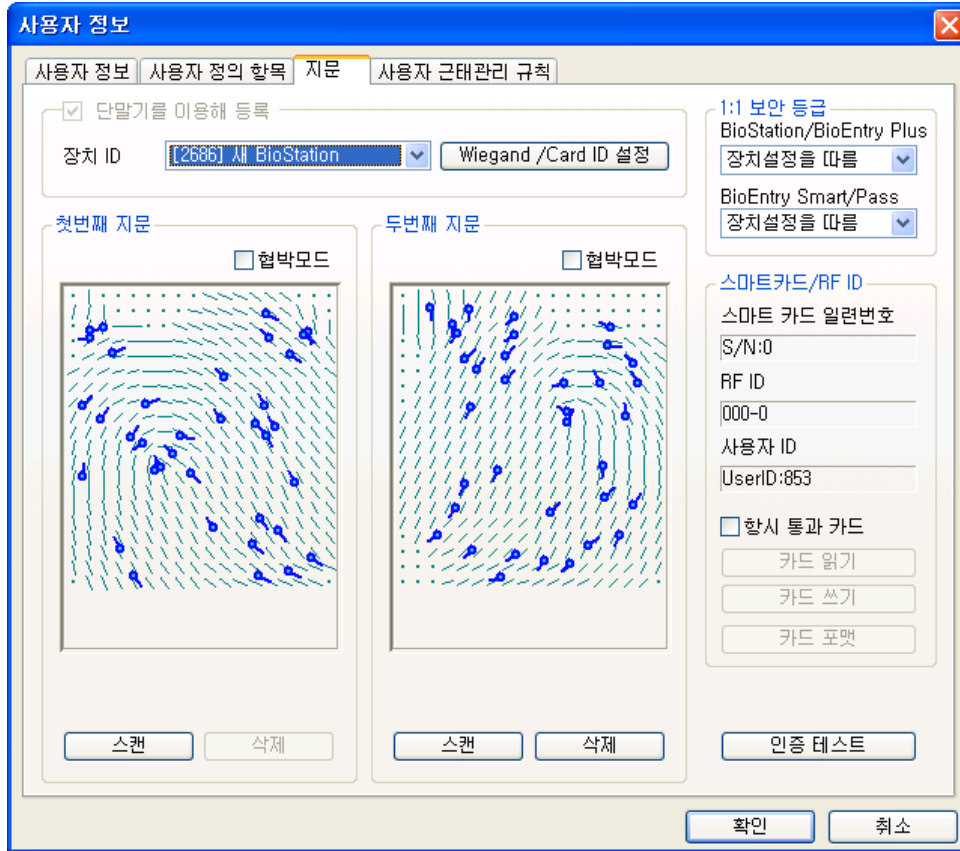 사용자 정보
사용자 정보 사용자 정의 항목 지문 사용자 근태관리 규칙
단말기를 이용해 등록
장치 ID [2686] 새 BioStation Wiegand /Card ID 설정
1:1 보안 등급
BioStation/BioEntry Plus
장치설정을 따름
BioEntry Smart/Pass
장치설정을 따름
첫번째 지문
협박모드
두번째 지문
협박모드
스마트카드/RF ID
스마트 카드 일련번호
S/N:0
RF ID
000-0
사용자 ID
UserID:853
항시 통과 카드
카드 읽기
카드 쓰기
카드 포맷
스캔 삭제 스캔 삭제 인증 테스트
확인 취소